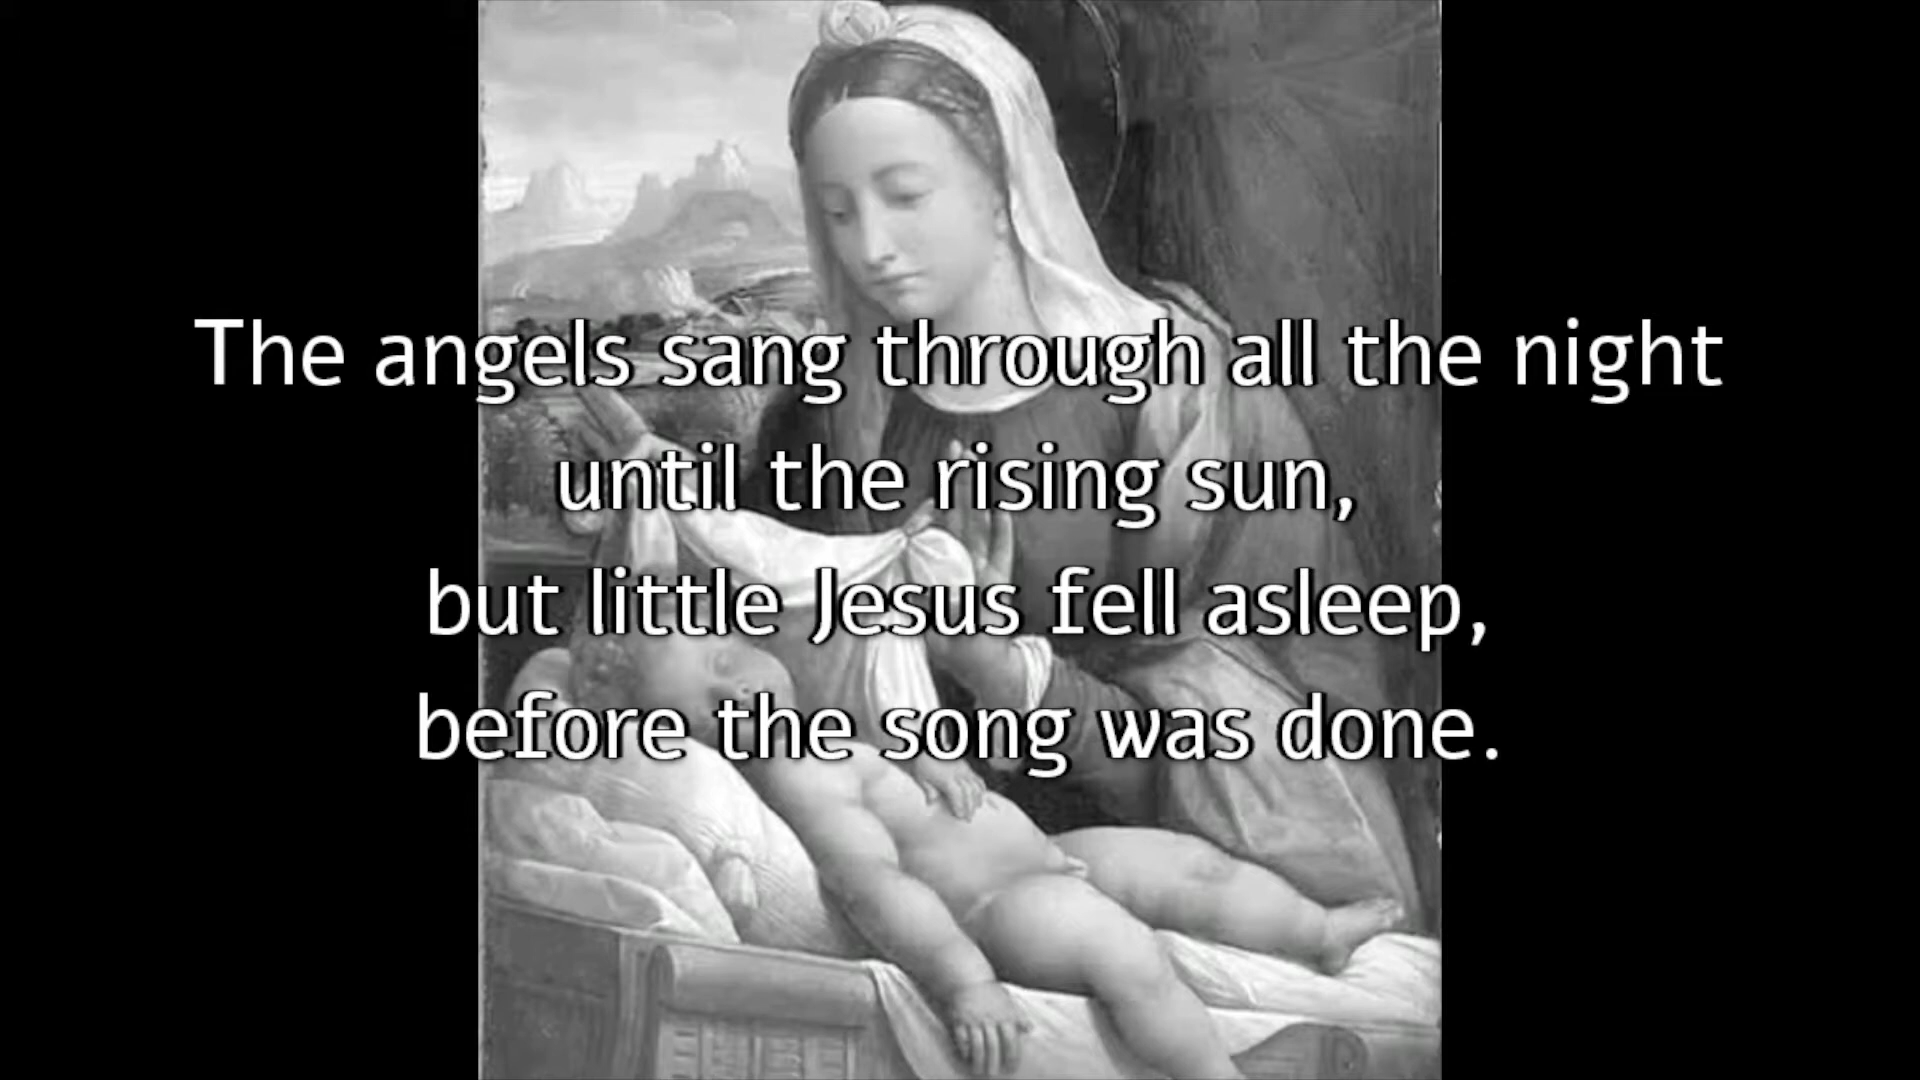 The angels sang through all the night
until the rising sun,
but little Jesus fell asleep,
before the song was done.